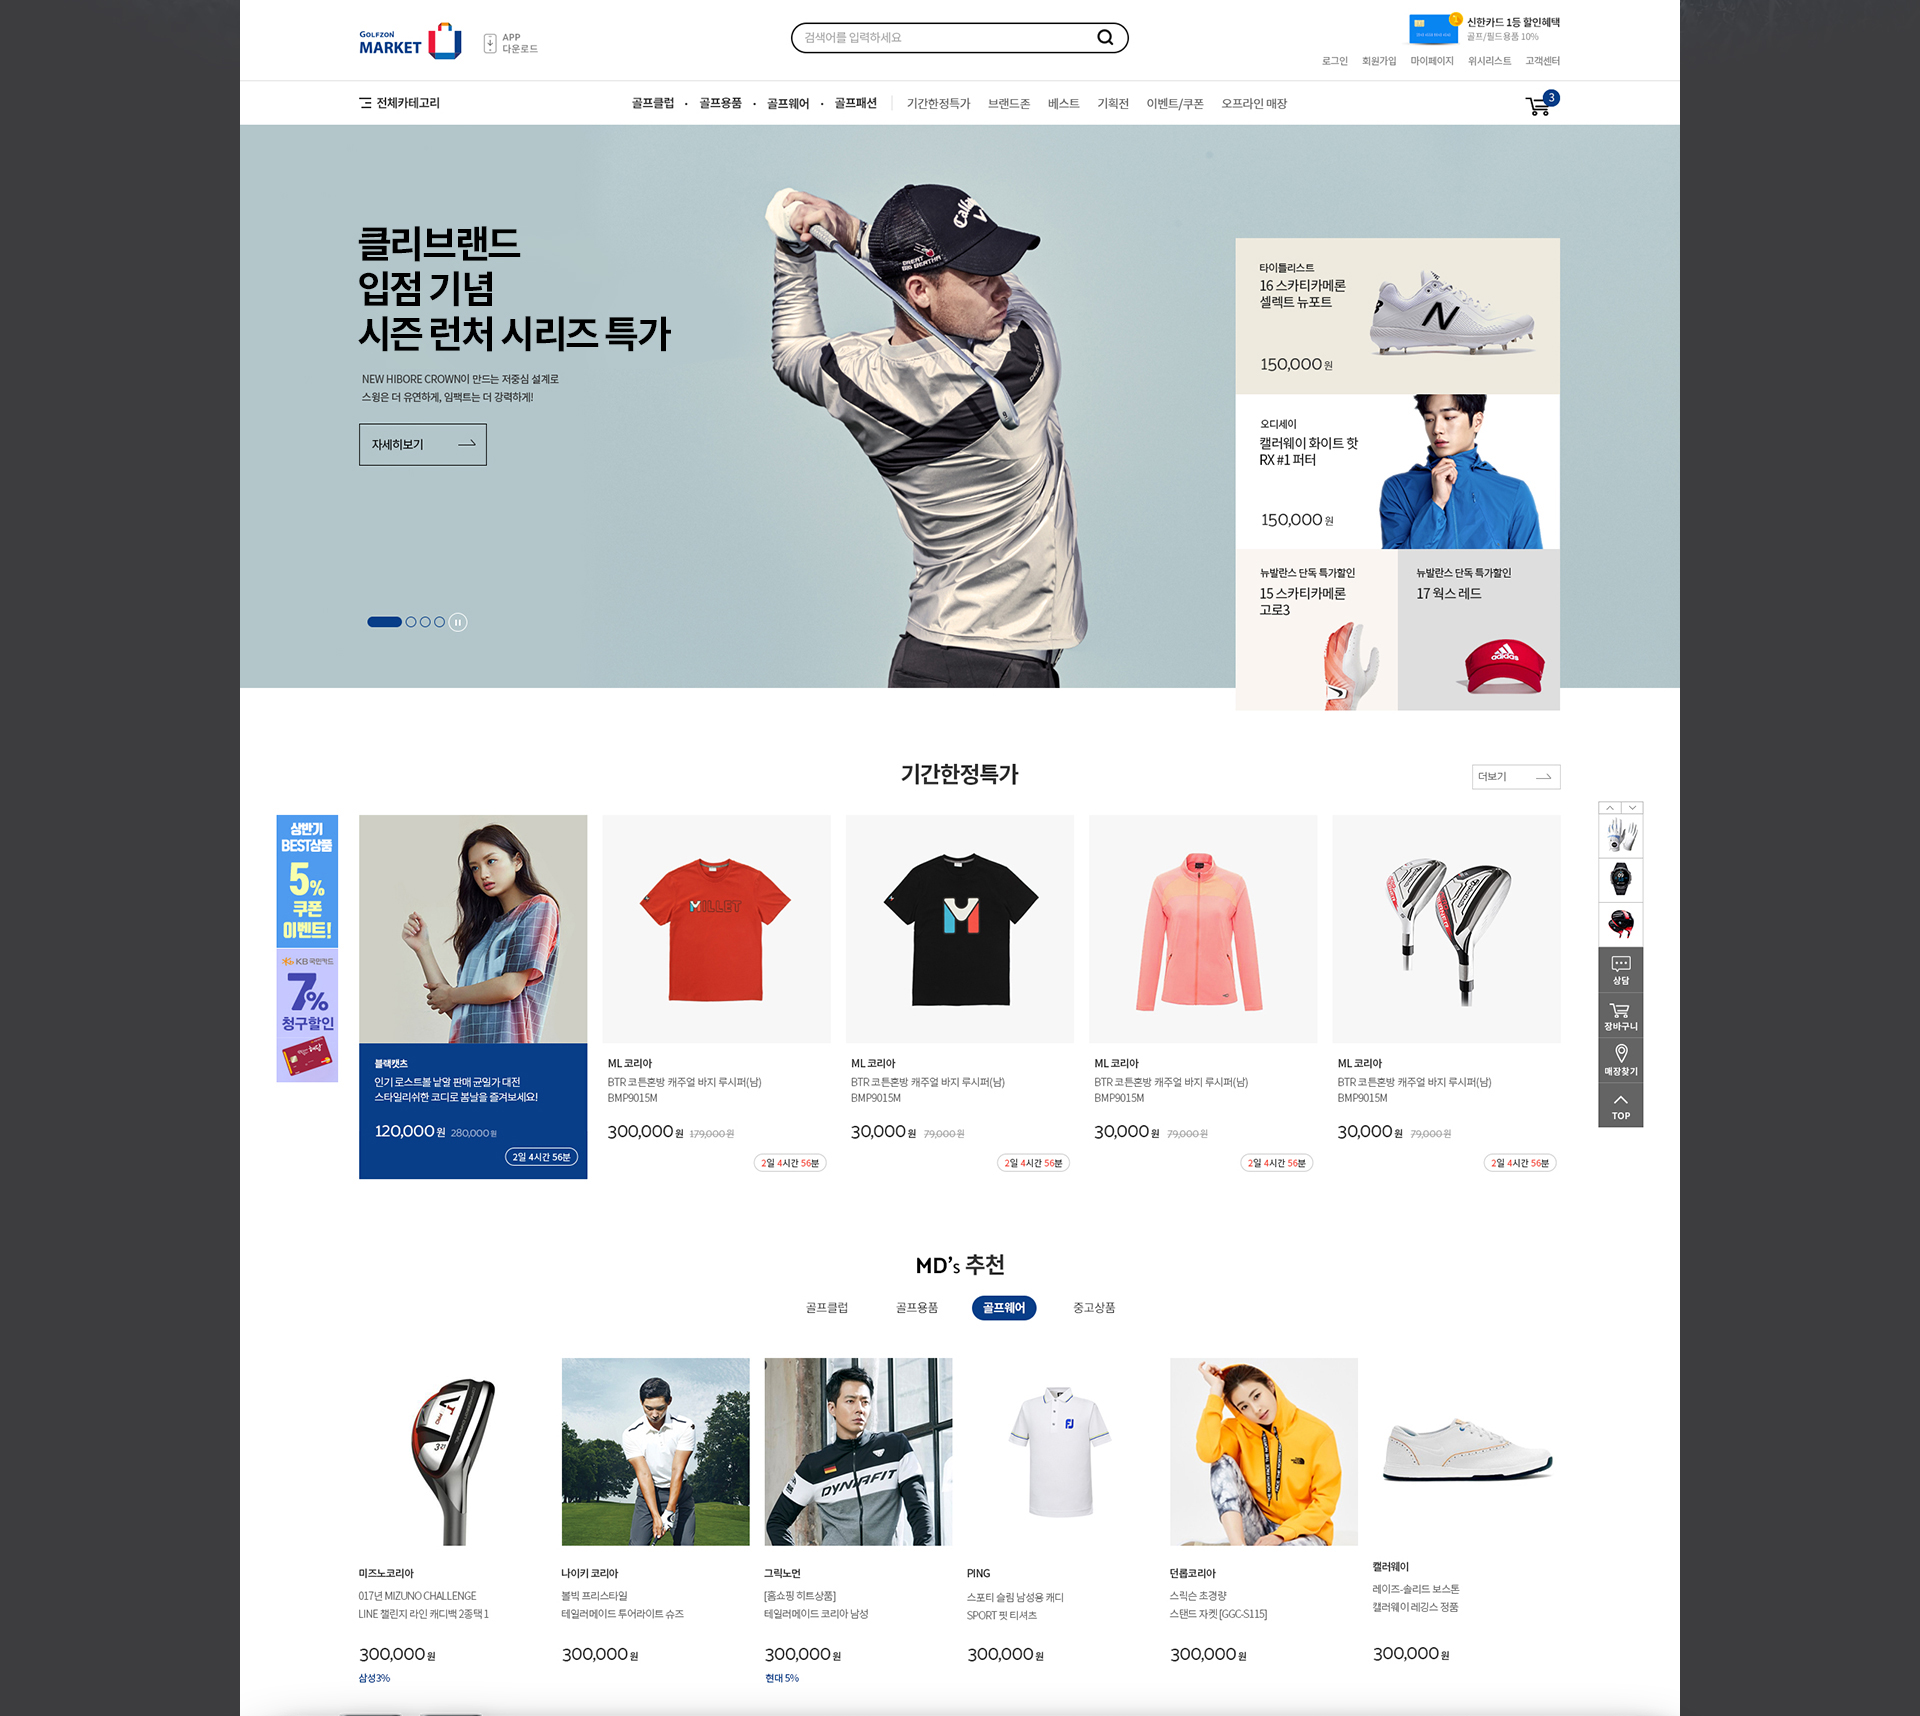 GOLFZON
MARKET
APP
다운로드
검색어를 입력하세요
신한카드 1등 할인혜택
골프/필드용품 10%
로그인 회원가입 마이페이지 위시리스트 고객센터
전체카테고리
골프클럽 · 골프용품 · 골프웨어 · 골프패션
기간한정특가 브랜드존 베스트 기획전 이벤트/쿠폰 오프라인 매장
3
클리브랜드
입점 기념
시즌 런처 시리즈 특가
NEW HIBORE CROWN이 만드는 저중심 설계로
스윙은 더 유연하게, 임팩트는 더 강력하게!
자세히보기
Callaway
GREAT
BIG BERTHA
타이틀리스트
16 스카티카메론
셀렉트 뉴포트
150,000원
N
오디세이
캘러웨이 화이트 핫
RX #1 퍼터
150,000원
뉴발란스 단독 특가할인
15 스카티카메론
고로3
뉴발란스 단독 특가할인
17 웍스 레드
adidas
기간한정특가
더보기
상반기
BEST상품
5%
쿠폰
이벤트!
KB국민카드
7%
청구할인
블랙캣츠
인기 로스트볼 낱알 판매 균일가 대전
스타일리쉬한 코디로 봄날을 즐겨보세요!
120,000원 280,000원
2일 4시간 56분
MILLET
ML 코리아
BTR 코튼혼방 캐주얼 바지 루시퍼(남)
BMP9015M
300,000원 179,000원
2일 4시간 56분
M
ML 코리아
BTR 코튼혼방 캐주얼 바지 루시퍼(남)
BMP9015M
30,000원 79,000원
2일 4시간 56분
ML 코리아
BTR 코튼혼방 캐주얼 바지 루시퍼(남)
BMP9015M
30,000원 79,000원
2일 4시간 56분
ML 코리아
BTR 코튼혼방 캐주얼 바지 루시퍼(남)
BMP9015M
30,000원 79,000원
2일 4시간 56분
상담
장바구니
매장찾기
TOP
MD's 추천
골프클럽 골프용품 골프웨어 중고상품
미즈노코리아
017년 MIZUNO CHALLENGE
LINE 챌린지 라인 캐디백 2종택 1
300,000원
삼성3%
나이키 코리아
볼빅 프리스타일
테일러메이드 투어라이트 슈즈
300,000원
DYNAFIT
그릭노먼
[홈쇼핑 히트상품]
테일러메이드 코리아 남성
300,000원
현대 5%
FJ
PING
스포티 슬림 남성용 캐디
SPORT 핏 티셔츠
300,000원
던롭코리아
스릭슨 초경량
스탠드 자켓 [GGC-S115]
300,000원
캘러웨이
레이즈-솔리드 보스톤
캘러웨이 레깅스 정품
300,000원